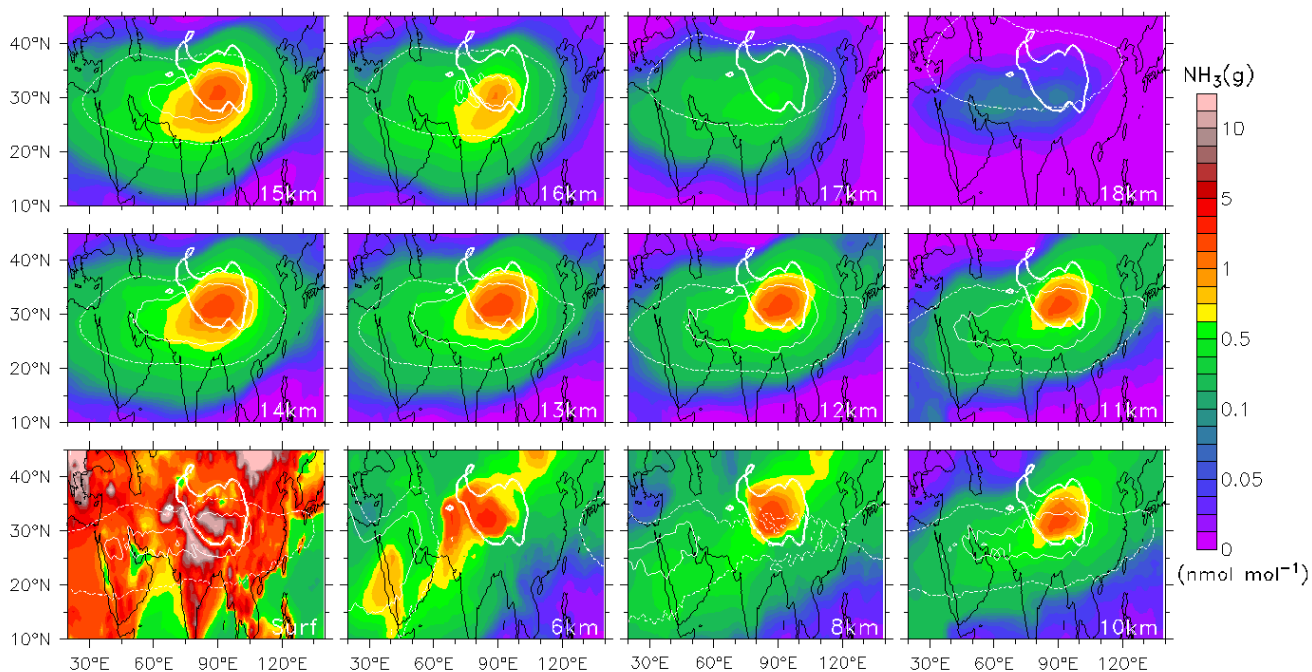 40°N
30°N
20°N
10°N
15km
16km
17km
18km
NH3(g)
10
5
1
0.5
0.1
0.05
0
(nmol mol−1)
40°N
30°N
20°N
10°N
14km
13km
12km
11km
40°N
30°N
20°N
10°N
Surf
6km
8km
10km
30°E 60°E 90°E 120°E 30°E 60°E 90°E 120°E 30°E 60°E 90°E 120°E 30°E 60°E 90°E 120°E